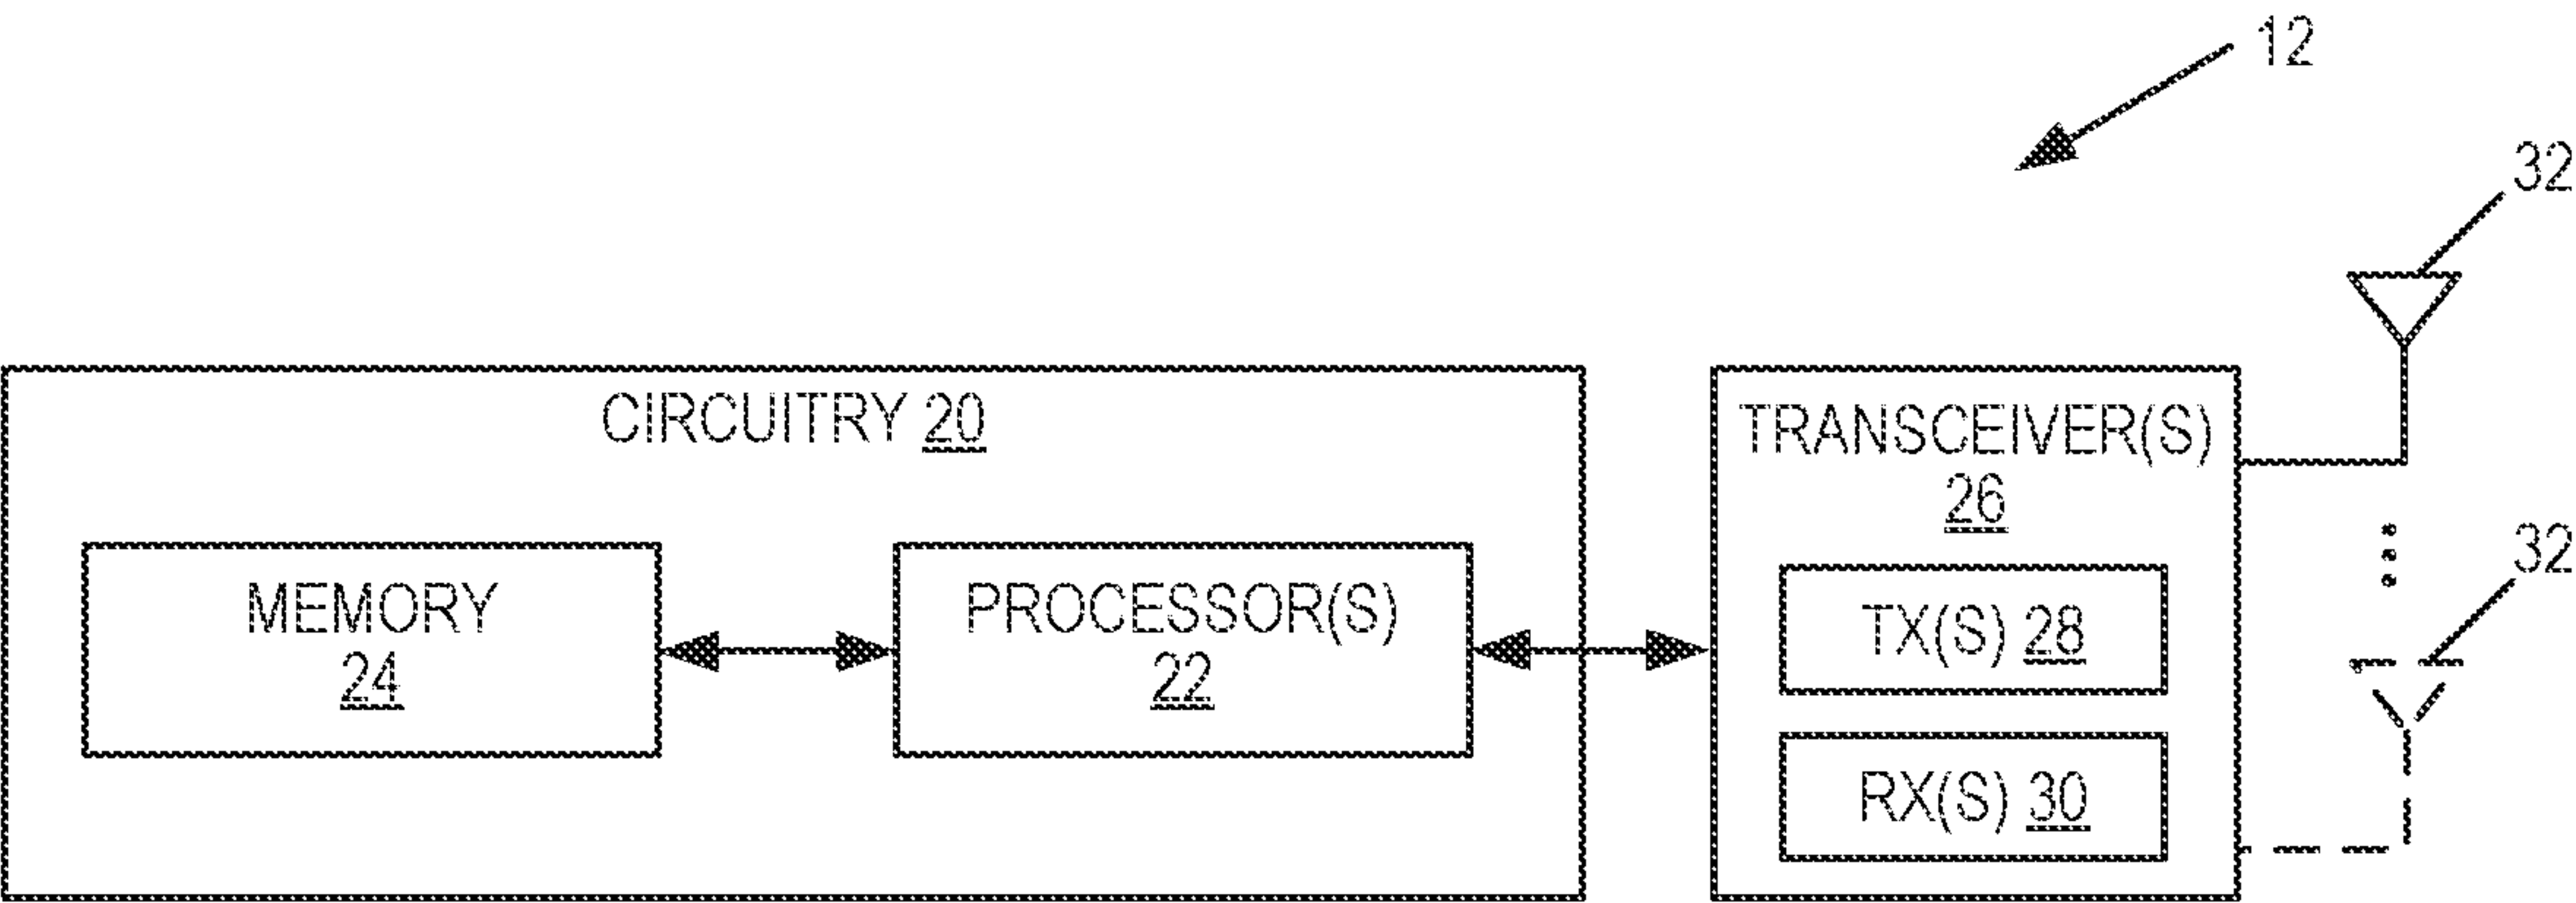 12
32
CIRCUITRY 20
TRANSCEIVER(S)
26
MEMORY
24
PROCESSOR(S)
22
TX(S) 28
32
RX(S) 30